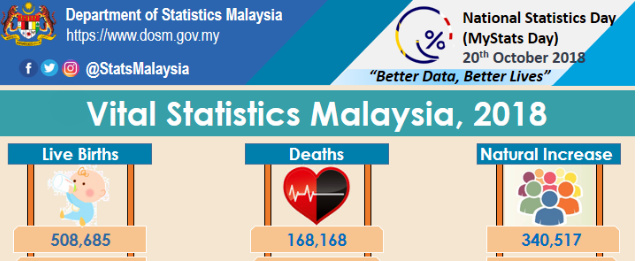 Department of Statistics Malaysia
https://www.dosm.gov.my
@StatsMalaysia
National Statistics Day
(MyStats Day)
20th October 2018
“Better Data, Better Lives”
Vital Statistics Malaysia, 2018
Live Births
Deaths
Natural Increase
508,685
168,168
340,517